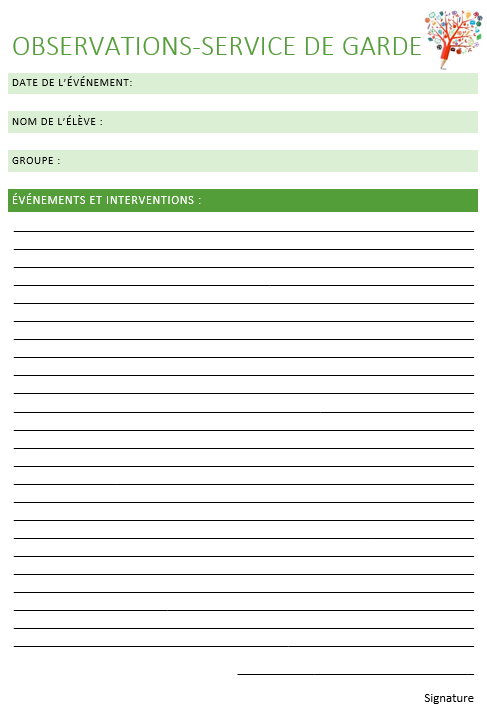 OBSERVATIONS-SERVICE DE GARDE
DATE DE L'ÉVÉNEMENT:
NOM DE L'ÉLÈVE :
GROUPE :
ÉVÉNEMENTS ET INTERVENTIONS :
Signature